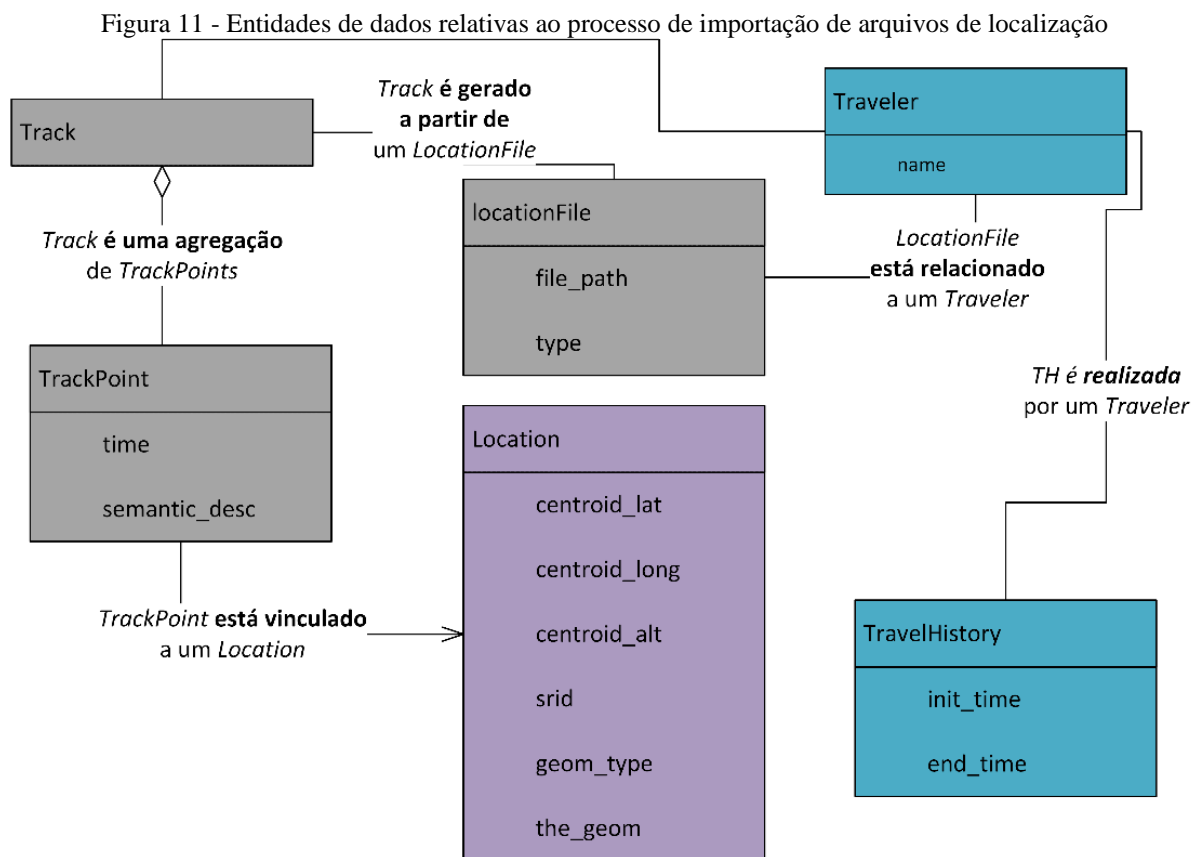 Figura 11 - Entidades de dados relativas ao processo de importação de arquivos de localização
Track
Track é gerado
a partir de
um LocationFile
Traveler
name
locationFile
file_path
type
Track é uma agregação
de TrackPoints
LocationFile
está relacionado
a um Traveler
TrackPoint
time
semantic_desc
TH é realizada
por um Traveler
Location
centroid_lat
centroid_long
centroid_alt
srid
geom_type
the_geom
TrackPoint está vinculado
a um Location
TravelHistory
init_time
end_time